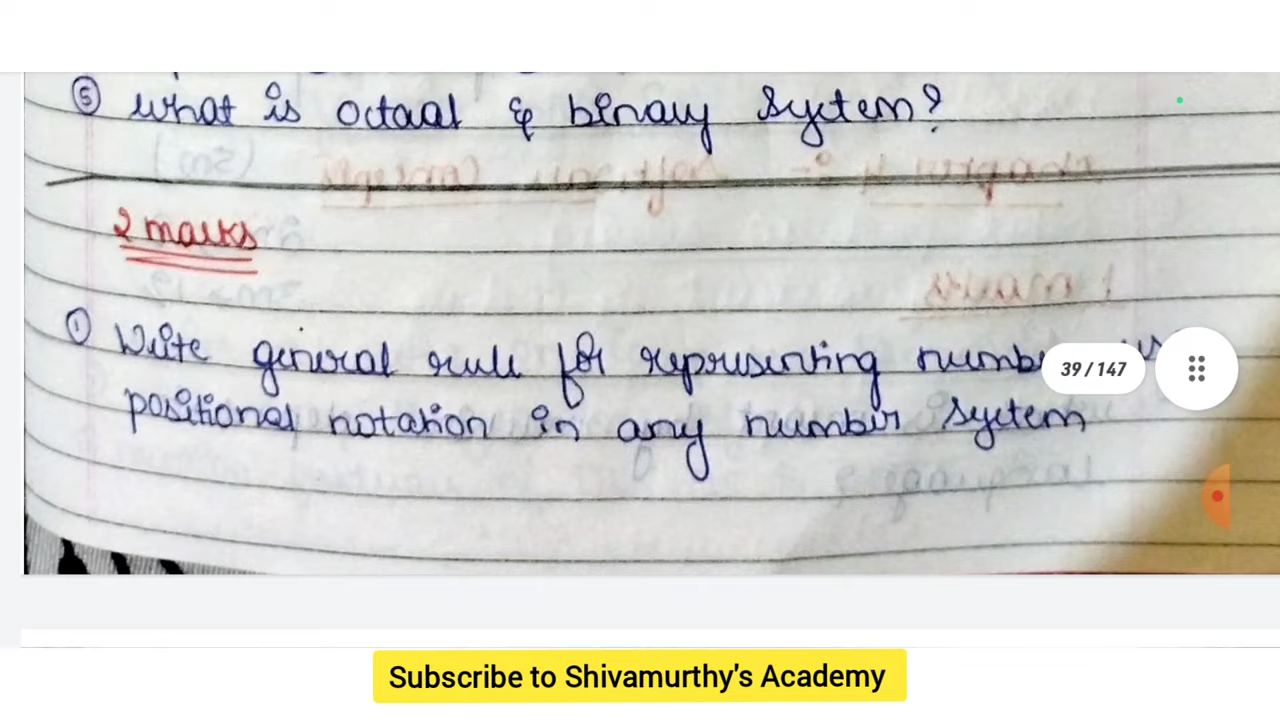 ⑤ what is octaal & binary system?
2 marks
① Write general rule for representing numb
positional notation in any number system
39/147
Subscribe to Shivamurthy's Academy